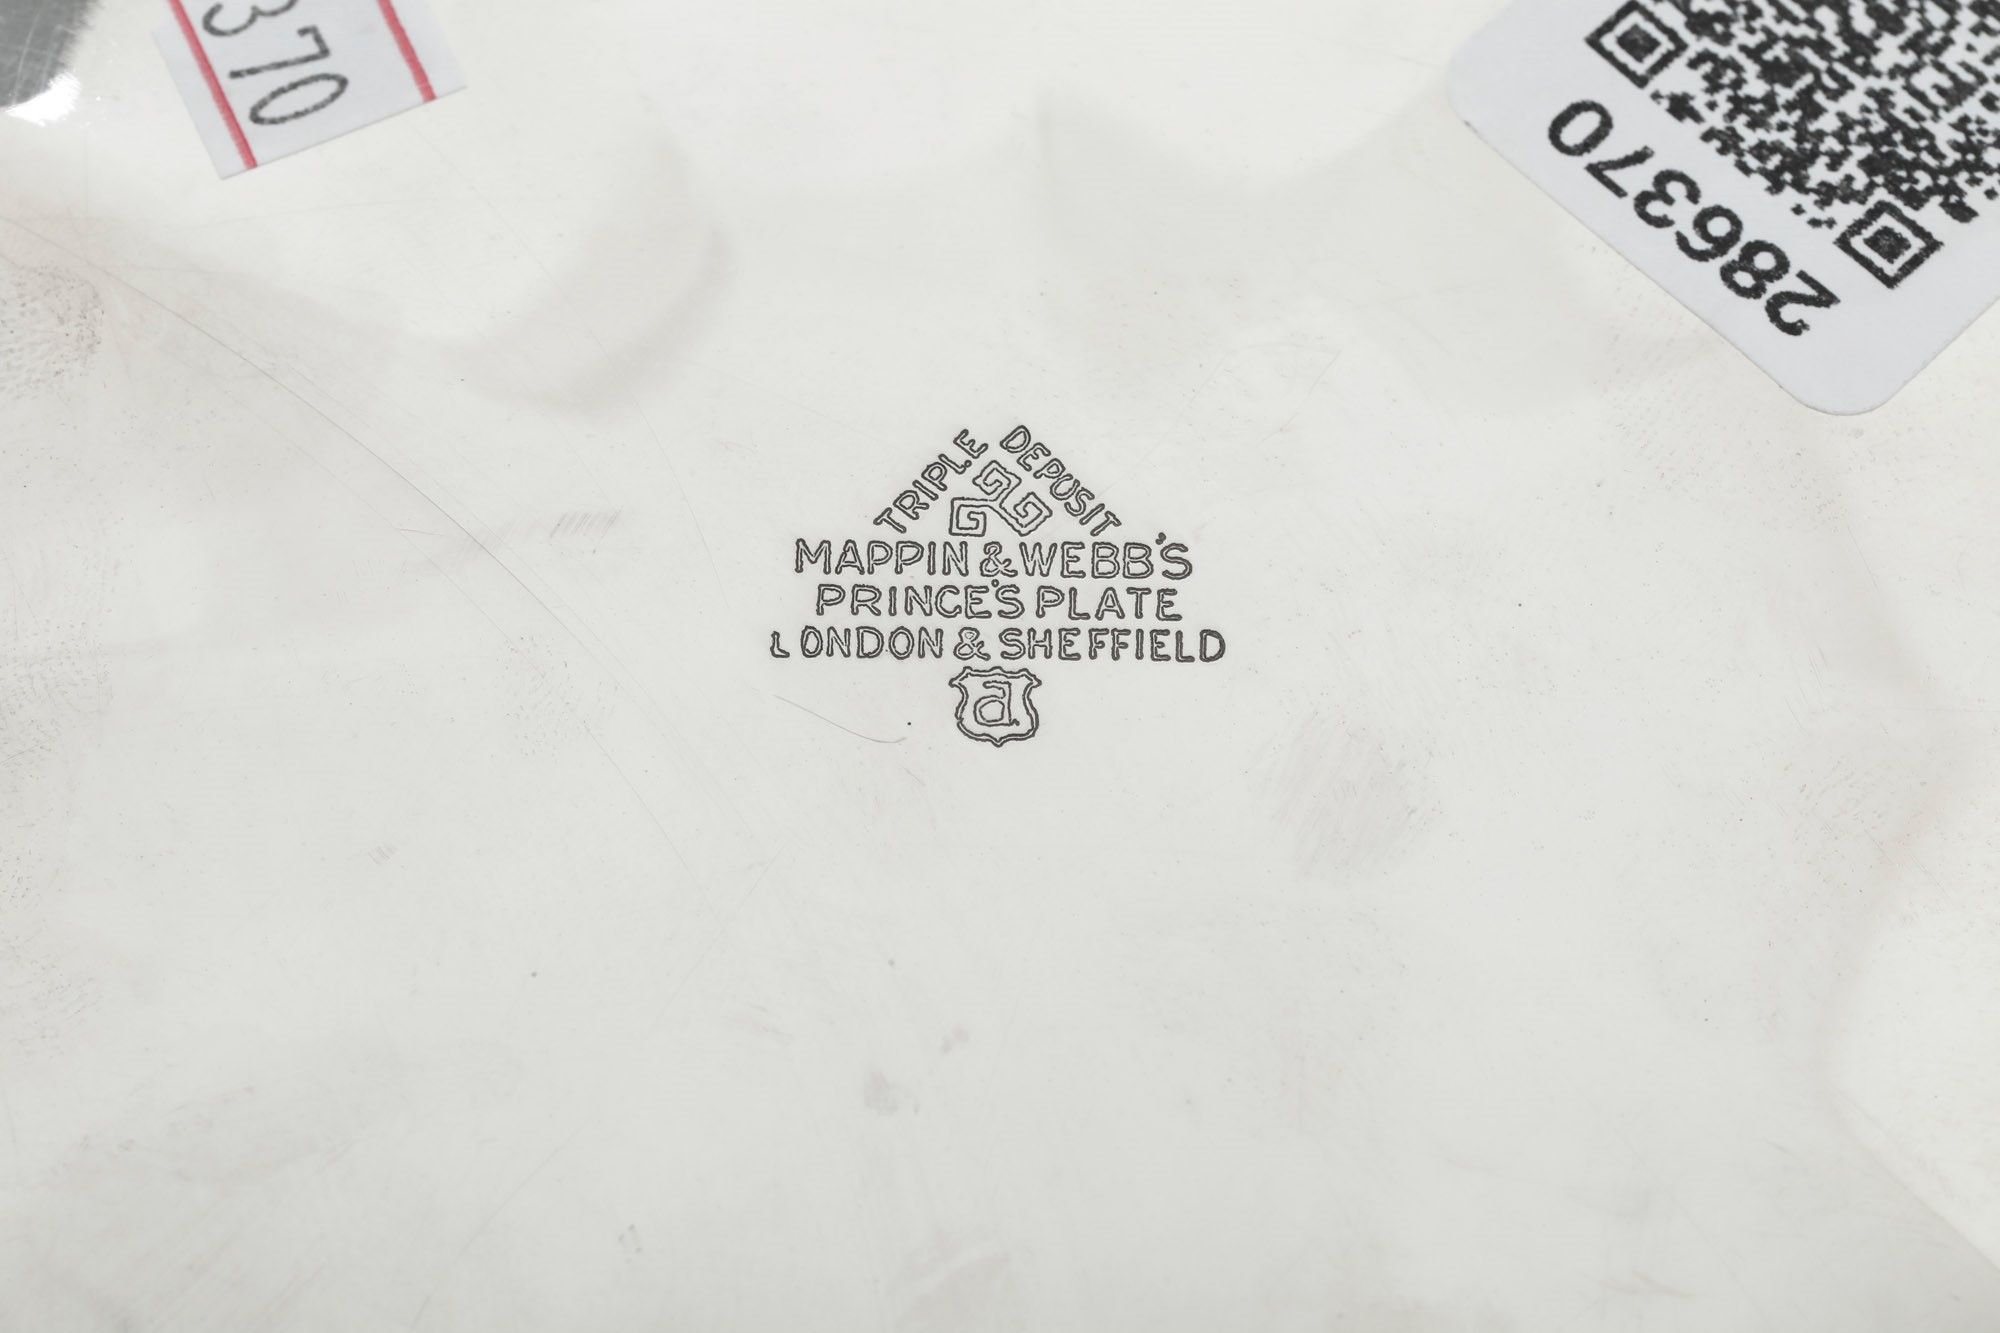 370
286370
TRIPLE DEPOSIT
MAPPIN & WEBB'S
PRINCE'S PLATE
LONDON & SHEFFIELD
a